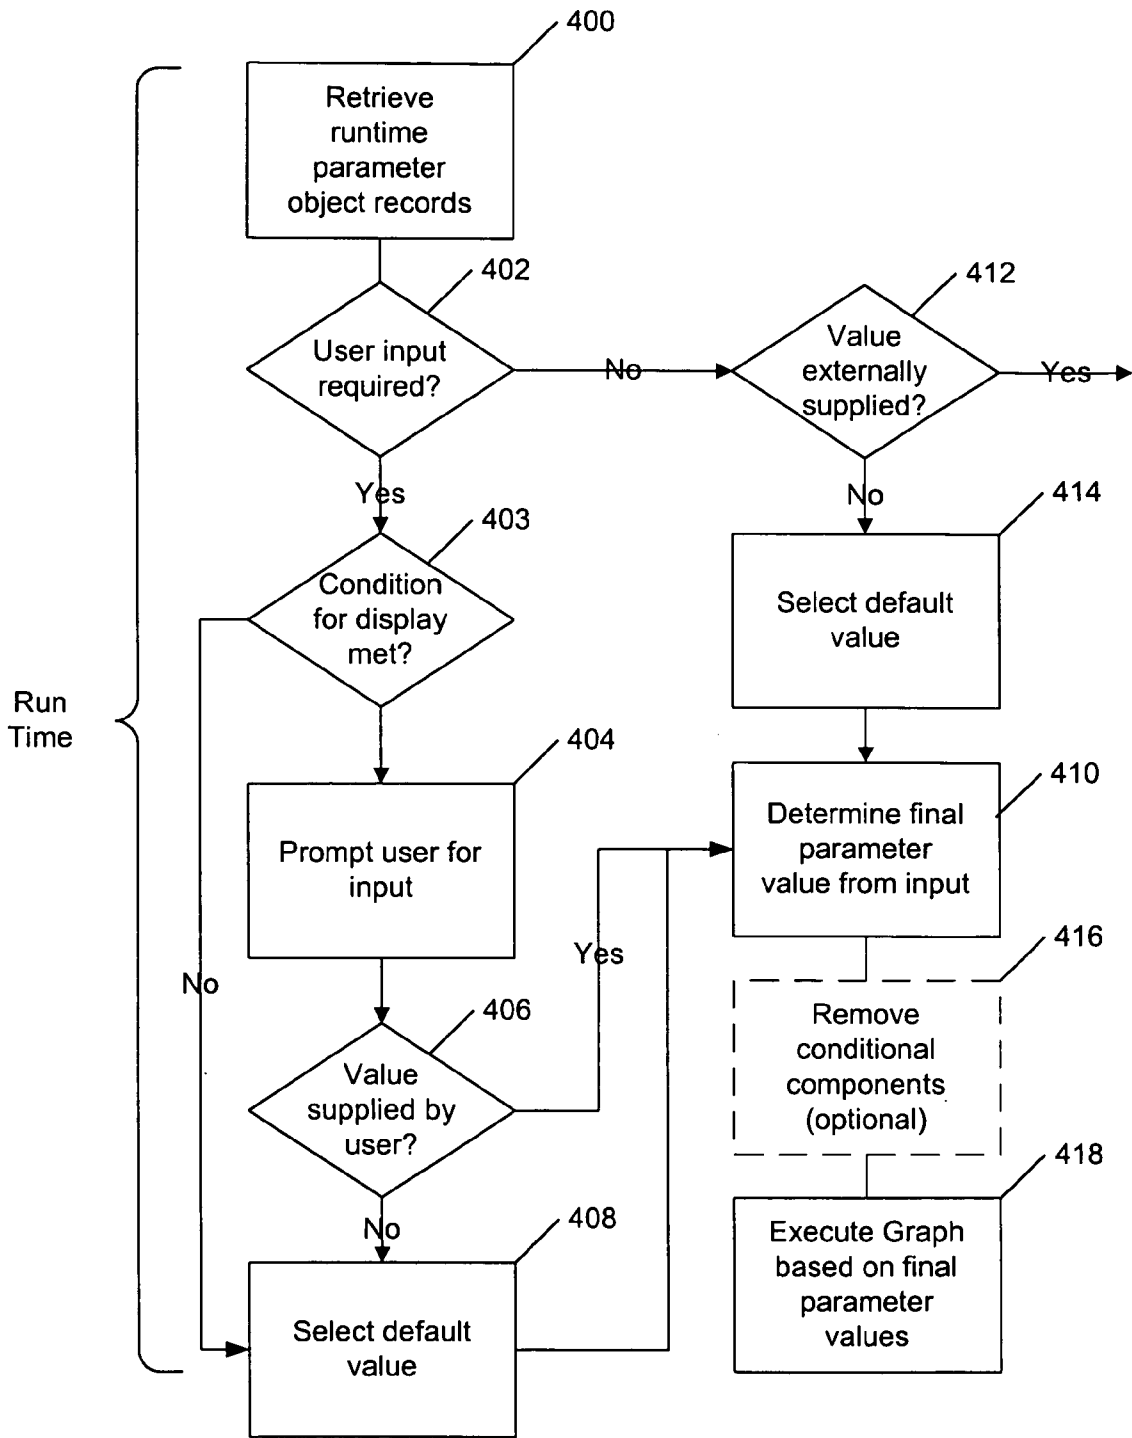 400
Retrieve
runtime
parameter
object records
402
User input
required?
No
412
Value
externally
supplied?
Yes
Yes
No
403
Condition
for display
met?
414
Select default
value
Run
Time
404
Prompt user for
input
410
Determine final
parameter
value from input
No
Yes
406
Value
supplied by
user?
416
Remove
conditional
components
(optional)
No
408
Select default
value
418
Execute Graph
based on final
parameter
values